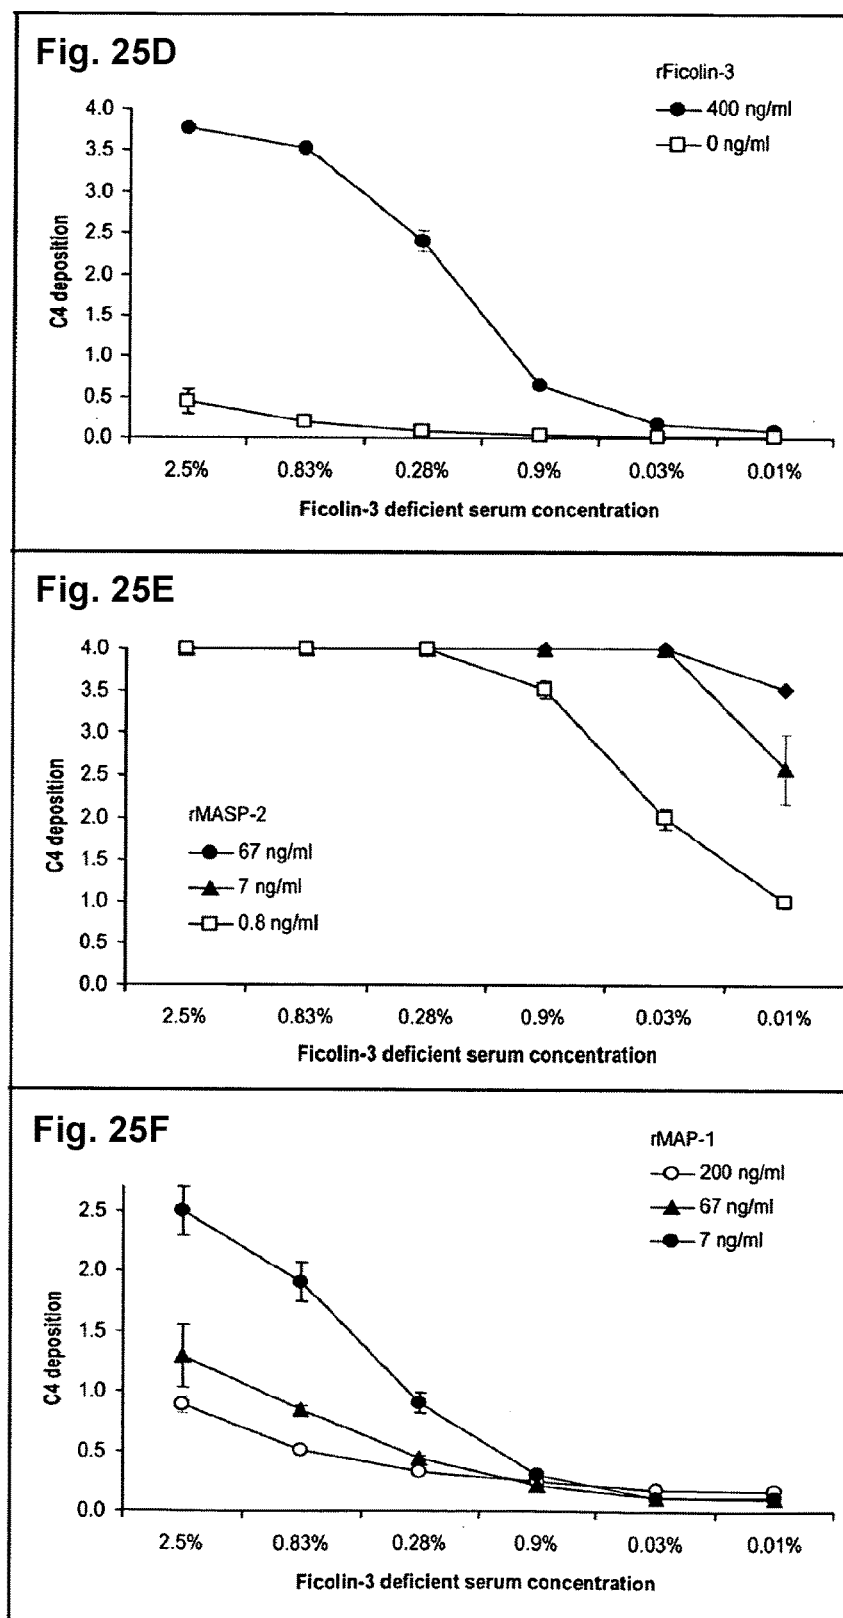 Fig. 25D
rFicolin-3
400 ng/ml
0 ng/ml
4.0
3.5
3.0
2.5
2.0
1.5
1.0
0.5
0.0
C4 deposition
2.5% 0.83% 0.28% 0.9% 0.03% 0.01%
Ficolin-3 deficient serum concentration
Fig. 25E
4.0
3.5
3.0
2.5
2.0
1.5
1.0
0.5
0.0
C4 deposition
rMASP-2
67 ng/ml
7 ng/ml
0.8 ng/ml
2.5% 0.83% 0.28% 0.9% 0.03% 0.01%
Ficolin-3 deficient serum concentration
Fig. 25F
rMAP-1
200 ng/ml
67 ng/ml
7 ng/ml
2.5
2.0
1.5
1.0
0.5
0.0
C4 deposition
2.5% 0.83% 0.28% 0.9% 0.03% 0.01%
Ficolin-3 deficient serum concentration